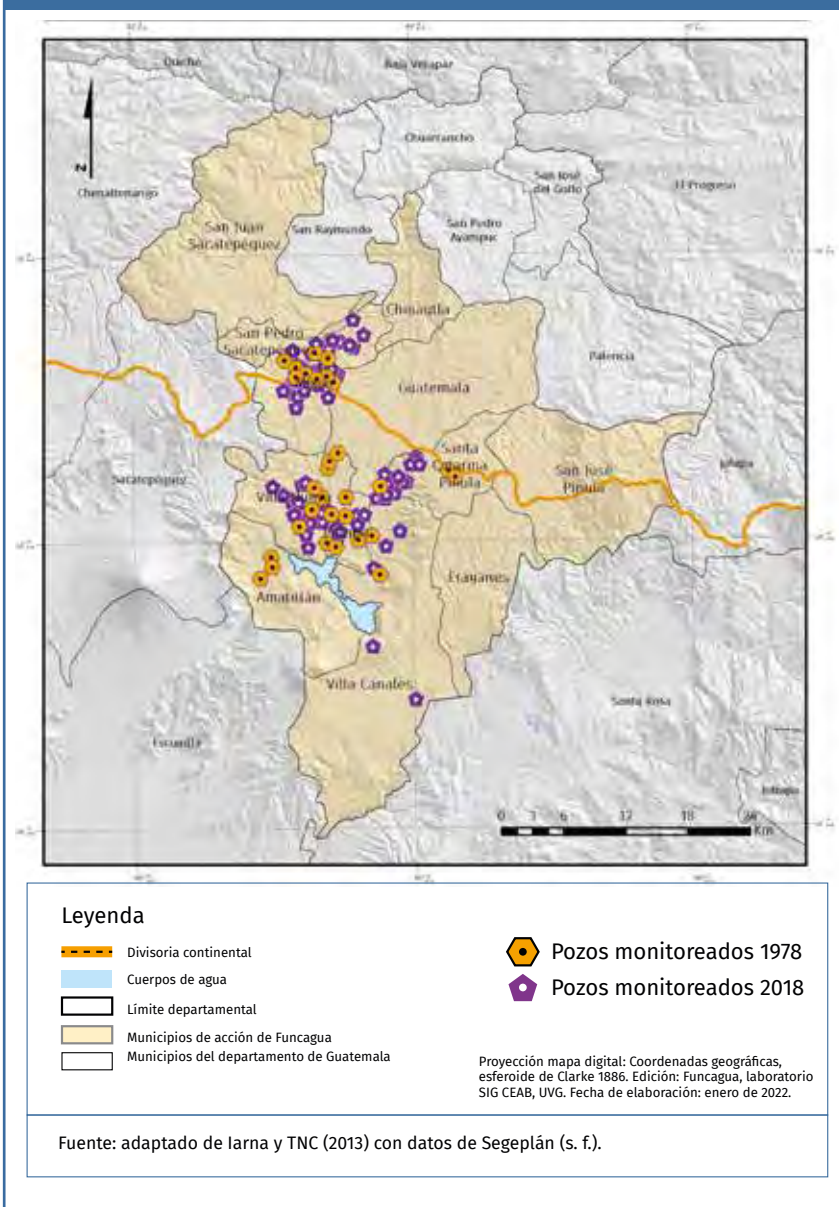 Baja Verapaz
Chuarrancho
San José
del Golfo
El Progreso
Chimaltenango
San Juan
Sacatepéquez
San Raymundo
San Pedro
Ayampuc
Chinautla
San Pedro
Sacatepéquez
Palencia
Guatemala
Santa
Catarina
Pinula
San José
Pinula
Jalapa
Sacatepéquez
Amatitlán
Fraijanes
Villa Canales
Santa Rosa
Escuintla
Jutiapa
0 3 6 12 18 24
Km
Leyenda
Divisoria continental
Cuerpos de agua
Límite departamental
Municipios de acción de Funcagua
Municipios del departamento de Guatemala
Pozos monitoreados 1978
Pozos monitoreados 2018
Proyección mapa digital: Coordenadas geográficas,
esferoide de Clarke 1886. Edición: Funcagua, laboratorio
SIG CEAB, UVG. Fecha de elaboración: enero de 2022.
Fuente: adaptado de Iarna y TNC (2013) con datos de Segeplán (s. f.).